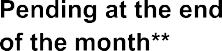 Pending at the end
of the month**